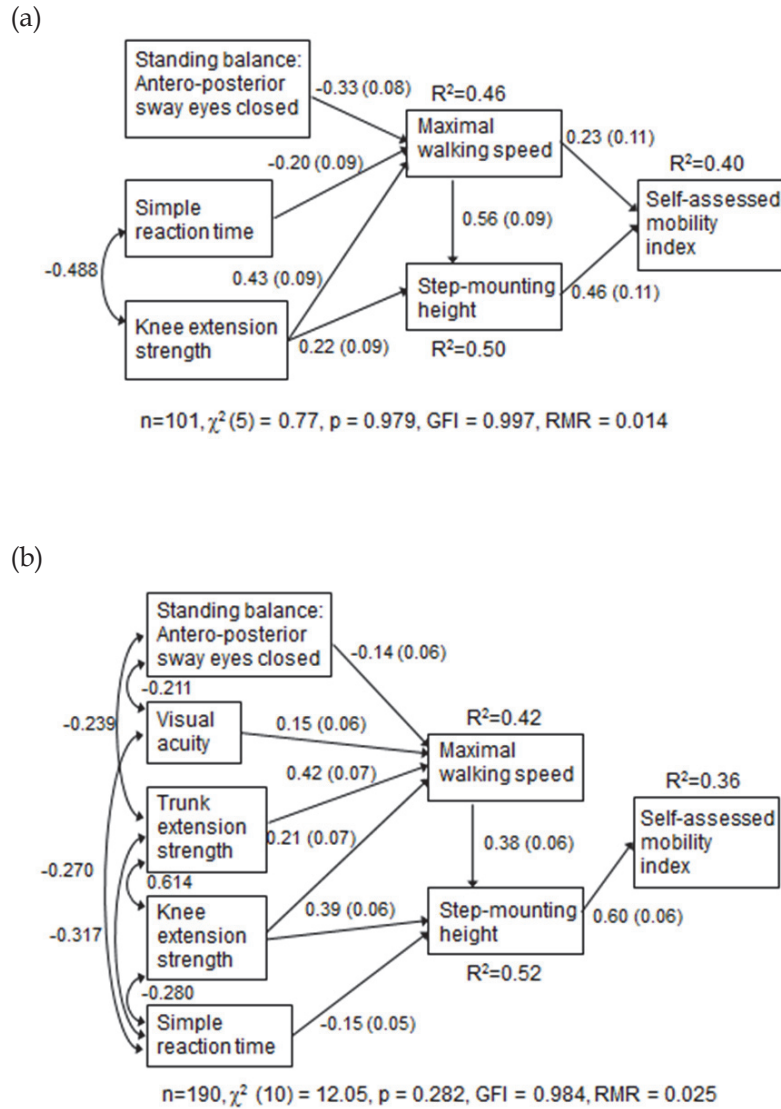 (a)
Standing balance:
Antero-posterior
sway eyes closed
-0.33 (0.08)
R²=0.46
Maximal
walking speed
0.23 (0.11)
R²=0.40
-0.20 (0.09)
Simple
reaction time
Self-assessed
mobility
index
0.56 (0.09)
-0.488
0.43 (0.09)
Step-mounting
height
0.46 (0.11)
Knee extension
strength
0.22 (0.09)
R²=0.50
n=101, χ² (5) = 0.77, p = 0.979, GFI = 0.997, RMR = 0.014
(b)
Standing balance:
Antero-posterior
sway eyes closed
-0.14 (0.06)
-0.211
-0.239
Visual
acuity
0.15 (0.06)
R²=0.42
Maximal
walking speed
0.42 (0.07)
R²=0.36
Trunk
extension
strength
0.21 (0.07)
Self-assessed
mobility
index
0.38 (0.06)
-0.270
0.614
Knee
extension
strength
0.39 (0.06)
Step-mounting
height
0.60 (0.06)
-0.317
R²=0.52
-0.280
Simple
reaction time
-0.15 (0.05)
n=190, χ² (10) = 12.05, p = 0.282, GFI = 0.984, RMR = 0.025